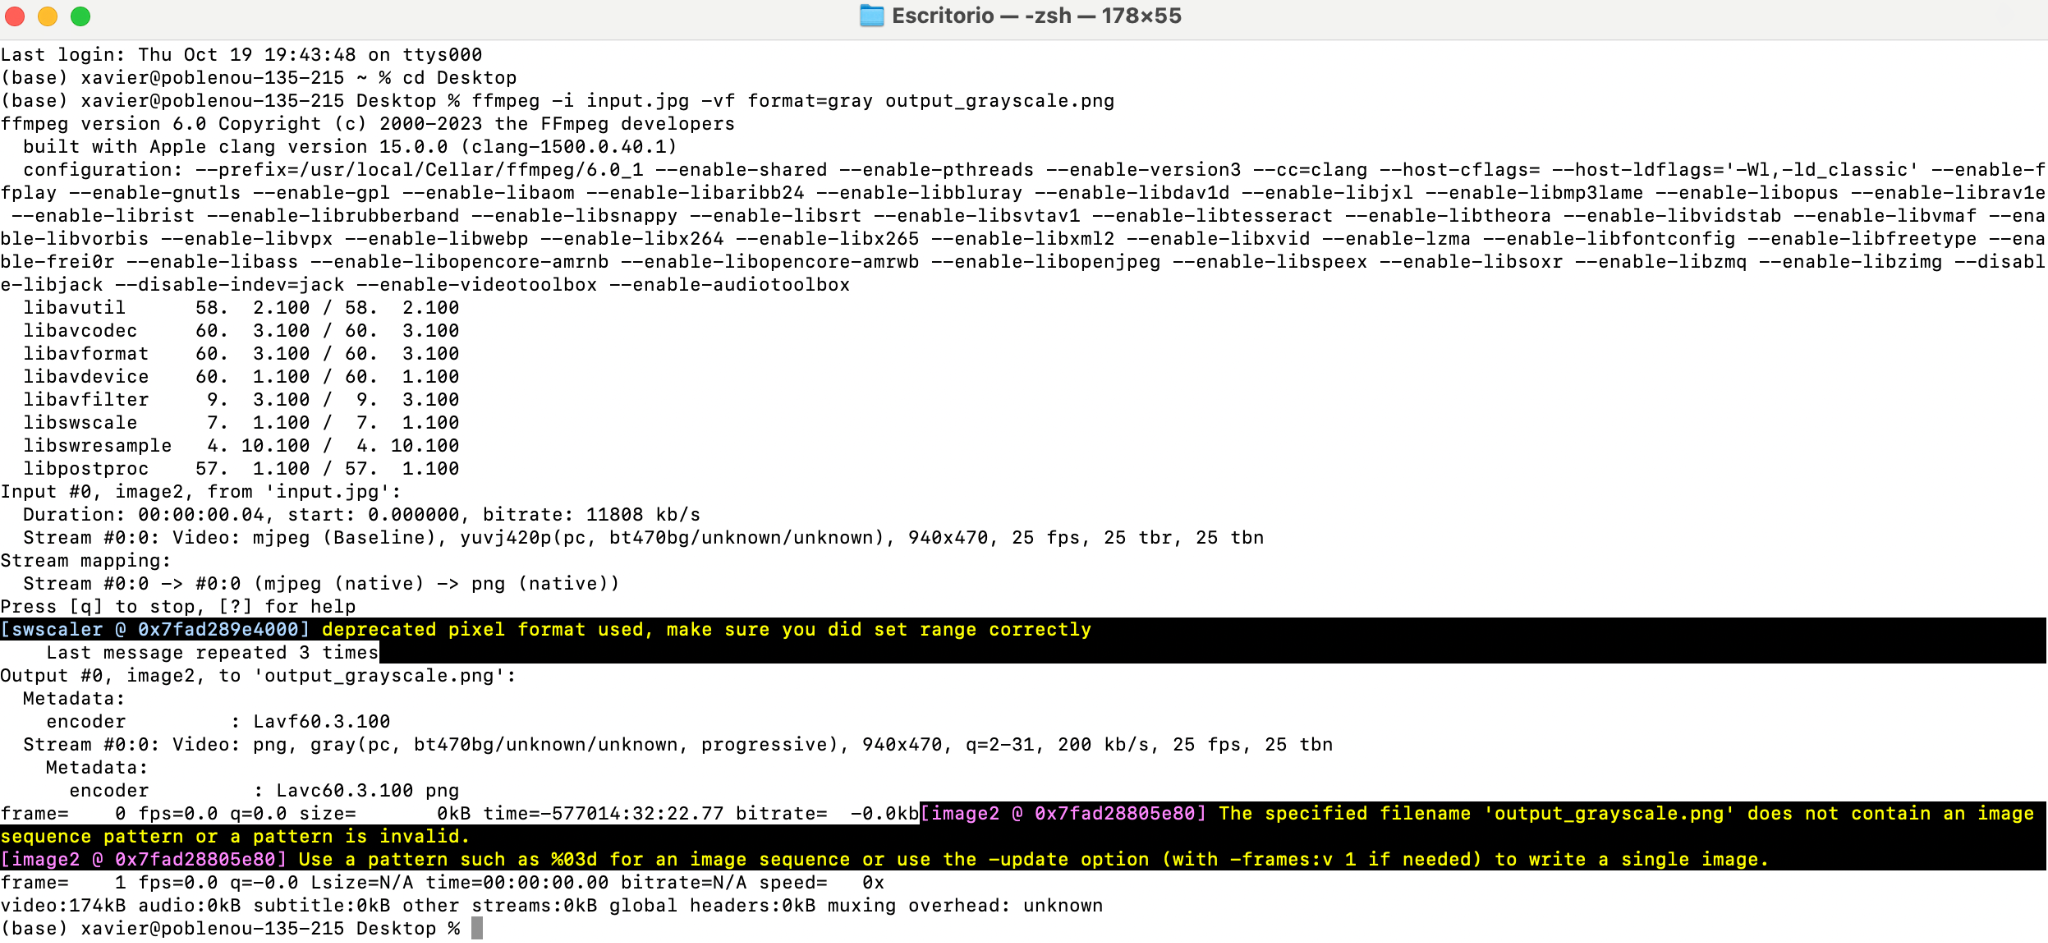 Escritorio — -zsh — 178×55
Last login: Thu Oct 19 19:43:48 on ttys000
(base) xavier@poblenou-135-215 ~ % cd Desktop
(base) xavier@poblenou-135-215 Desktop % ffmpeg -i input.jpg -vf format=gray output_grayscale.png
ffmpeg version 6.0 Copyright (c) 2000-2023 the FFmpeg developers
  built with Apple clang version 15.0.0 (clang-1500.0.40.1)
  configuration: --prefix=/usr/local/Cellar/ffmpeg/6.0_1 --enable-shared --enable-pthreads --enable-version3 --cc=clang --host-cflags= --host-ldflags='-Wl,-ld_classic' --enable-f
fplay --enable-gnutls --enable-gpl --enable-libaom --enable-libaribb24 --enable-libbluray --enable-libdav1d --enable-libjxl --enable-libmp3lame --enable-libopus --enable-librav1e
 --enable-librist --enable-librubberband --enable-libsnappy --enable-libsrt --enable-libsvtav1 --enable-libtesseract --enable-libtheora --enable-libvidstab --enable-libvmaf --ena
ble-libvorbis --enable-libvpx --enable-libwebp --enable-libx264 --enable-libx265 --enable-libxml2 --enable-libxvid --enable-lzma --enable-libfontconfig --enable-libfreetype --ena
ble-frei0r --enable-libass --enable-libopencore-amrnb --enable-libopencore-amrwb --enable-libopenjpeg --enable-libspeex --enable-libsoxr --enable-libzmq --enable-libzimg --disabl
e-libjack --disable-indev=jack --enable-videotoolbox --enable-audiotoolbox
  libavutil      58.  2.100 / 58.  2.100
  libavcodec     60.  3.100 / 60.  3.100
  libavformat    60.  3.100 / 60.  3.100
  libavdevice    60.  1.100 / 60.  1.100
  libavfilter     9.  3.100 /  9.  3.100
  libswscale      7.  1.100 /  7.  1.100
  libswresample   4. 10.100 /  4. 10.100
  libpostproc    57.  1.100 / 57.  1.100
Input #0, image2, from 'input.jpg':
  Duration: 00:00:00.04, start: 0.000000, bitrate: 11808 kb/s
  Stream #0:0: Video: mjpeg (Baseline), yuvj420p(pc, bt470bg/unknown/unknown), 940x470, 25 fps, 25 tbr, 25 tbn
Stream mapping:
  Stream #0:0 -> #0:0 (mjpeg (native) -> png (native))
Press [q] to stop, [?] for help
[swscaler @ 0x7fad289e4000] deprecated pixel format used, make sure you did set range correctly
    Last message repeated 3 times
Output #0, image2, to 'output_grayscale.png':
  Metadata:
    encoder         : Lavf60.3.100
  Stream #0:0: Video: png, gray(pc, bt470bg/unknown/unknown, progressive), 940x470, q=2-31, 200 kb/s, 25 fps, 25 tbn
    Metadata:
      encoder         : Lavc60.3.100 png
frame=    0 fps=0.0 q=0.0 size=       0kB time=-577014:32:22.77 bitrate=  -0.0kb[image2 @ 0x7fad28805e80] The specified filename 'output_grayscale.png' does not contain an image
sequence pattern or a pattern is invalid.
[image2 @ 0x7fad28805e80] Use a pattern such as %03d for an image sequence or use the -update option (with -frames:v 1 if needed) to write a single image.
frame=    1 fps=0.0 q=-0.0 Lsize=N/A time=00:00:00.00 bitrate=N/A speed=   0x
video:174kB audio:0kB subtitle:0kB other streams:0kB global headers:0kB muxing overhead: unknown
(base) xavier@poblenou-135-215 Desktop %